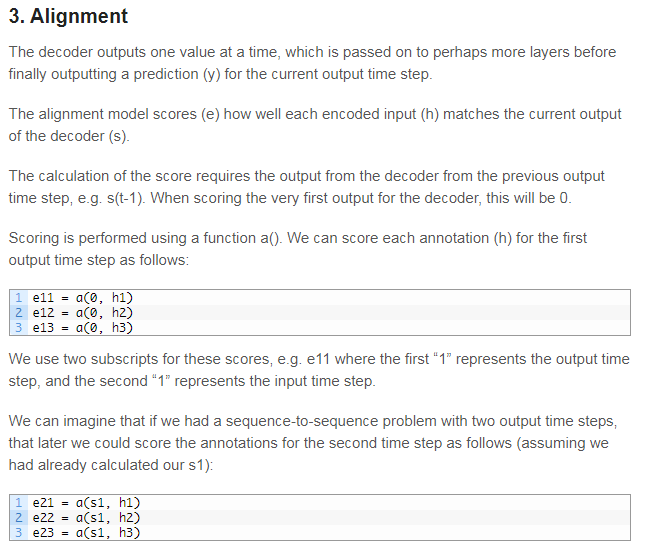 3. Alignment
The decoder outputs one value at a time, which is passed on to perhaps more layers before
finally outputting a prediction (y) for the current output time step.
The alignment model scores (e) how well each encoded input (h) matches the current output
of the decoder (s).
The calculation of the score requires the output from the decoder from the previous output
time step, e.g. s(t-1). When scoring the very first output for the decoder, this will be 0.
Scoring is performed using a function a(). We can score each annotation (h) for the first
output time step as follows:
1 e11 = a(0, h1)
2 e12 = a(0, h2)
3 e13 = a(0, h3)
We use two subscripts for these scores, e.g. e11 where the first “1” represents the output time
step, and the second “1” represents the input time step.
We can imagine that if we had a sequence-to-sequence problem with two output time steps,
that later we could score the annotations for the second time step as follows (assuming we
had already calculated our s1):
1 e21 = a(s1, h1)
2 e22 = a(s1, h2)
3 e23 = a(s1, h3)